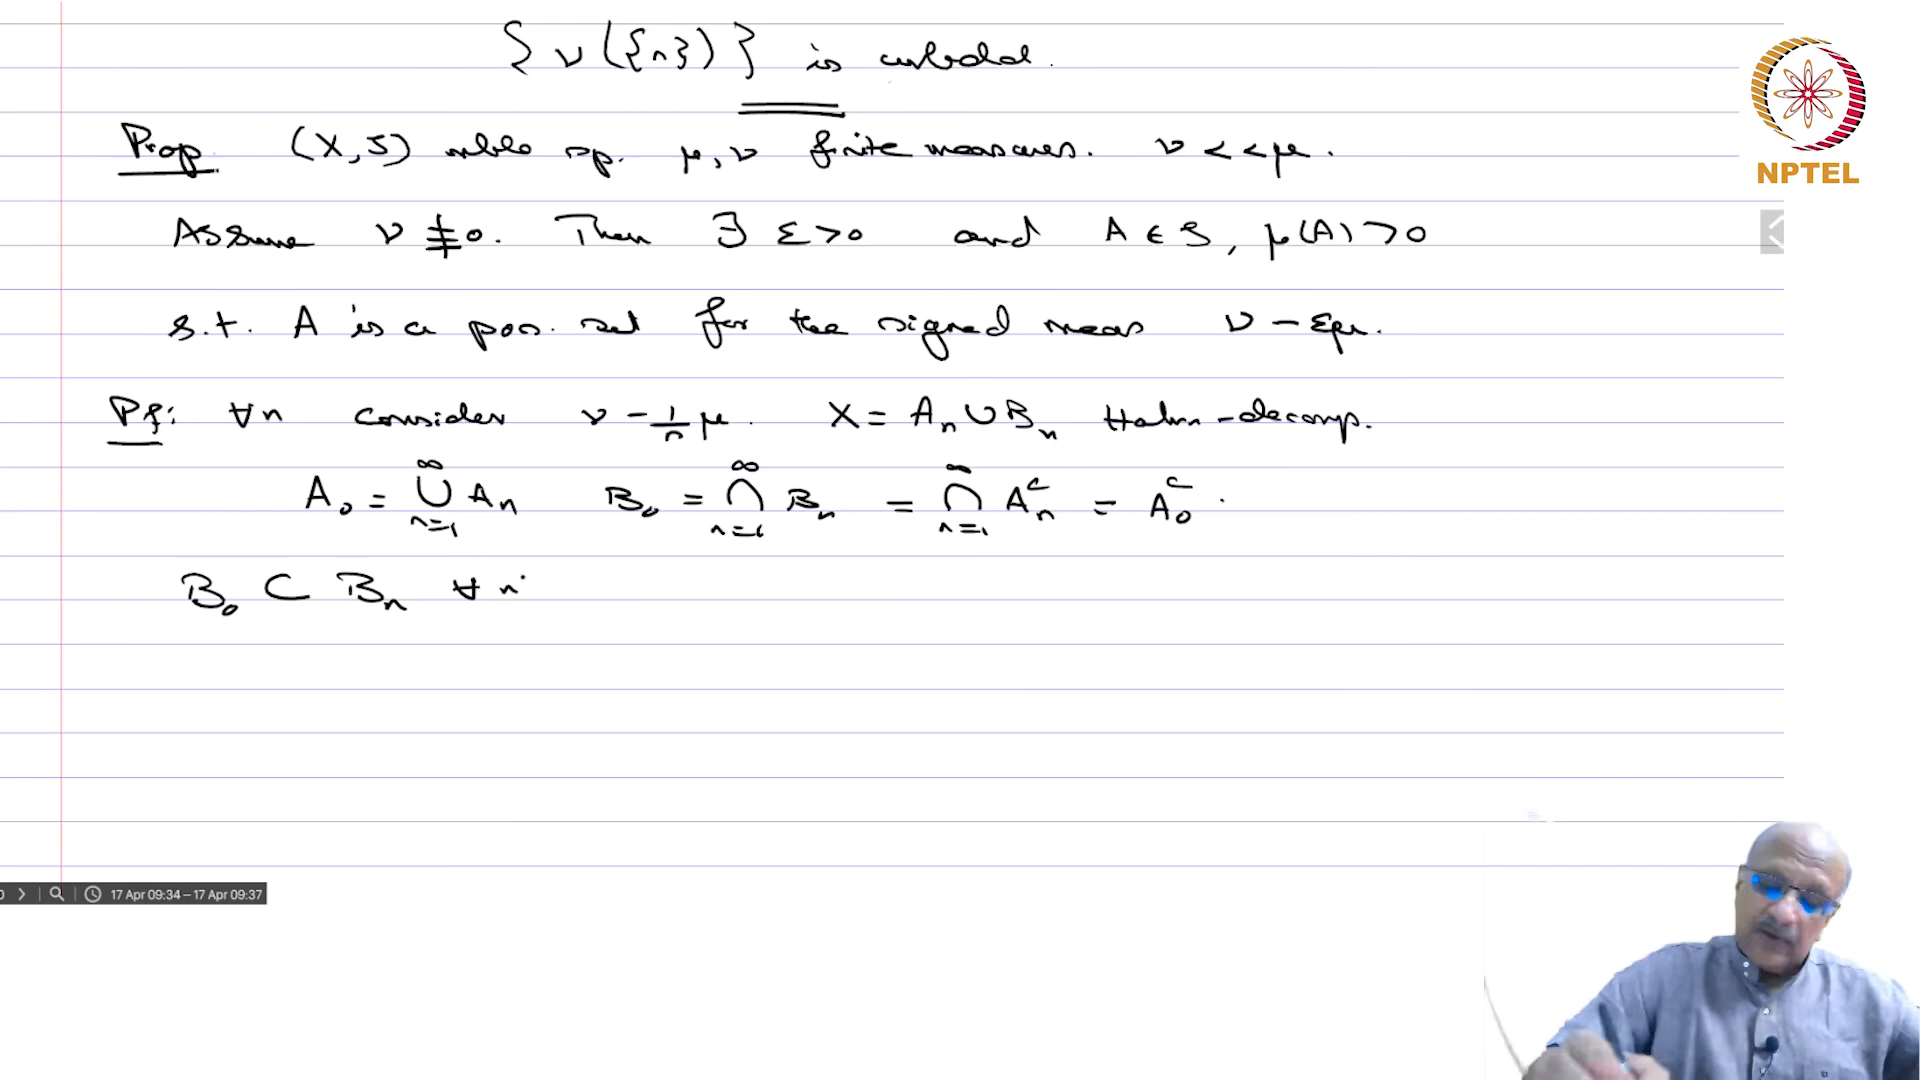 { ν({n}) } is unbdd.
Prop. (X, S) mble sp. μ, ν finite measures. ν << μ.
Assume ν ≢ 0. Then ∃ ε > 0 and A ∈ S, μ(A) > 0
s.t. A is a pos. set for the signed meas ν - εμ.
Pf: ∀n consider ν - 1/n μ. X = Aₙ ∪ Bₙ Hahn-decomp.
A₀ = ⋃_{n=1}^{∞} Aₙ B₀ = ⋂_{n=1}^{∞} Bₙ = ⋂_{n=1}^{∞} Aₙᶜ = A₀ᶜ.
B₀ ⊂ Bₙ ∀ n
NPTEL
17 Apr 09:34 – 17 Apr 09:37